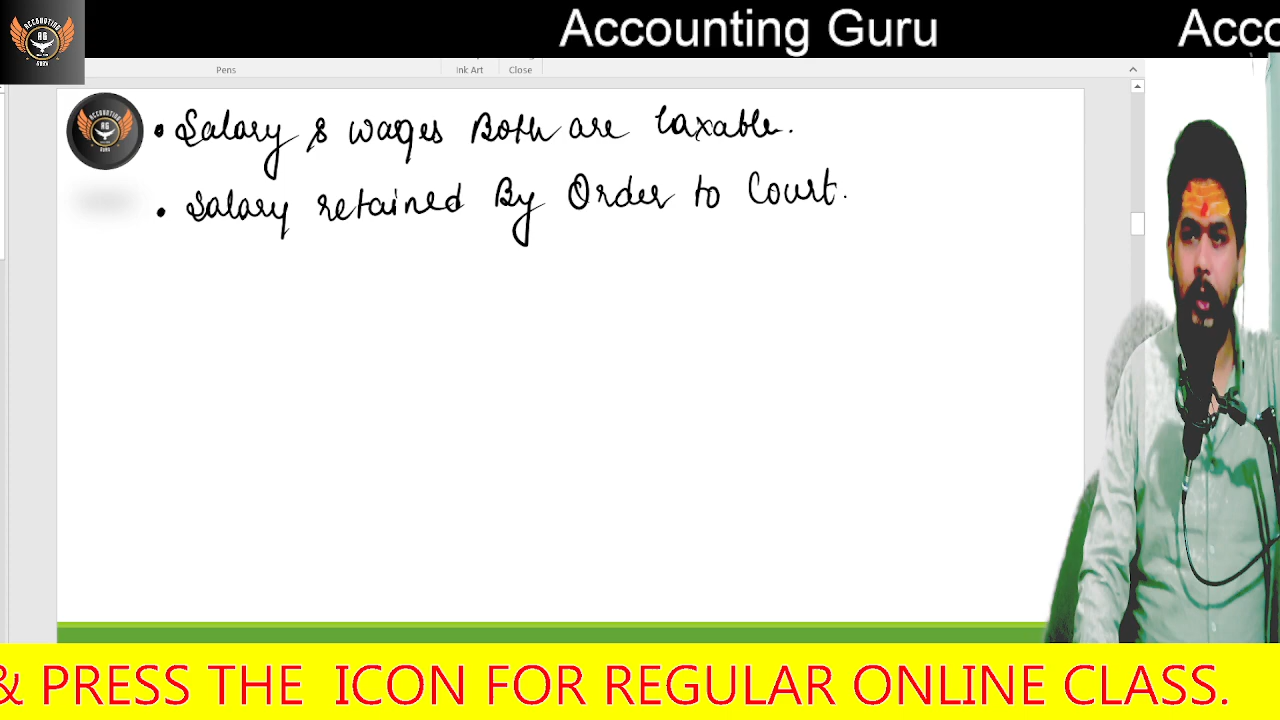 Accounting Guru
Acco
Pens
Ink Art
Close
• Salary & wages Both are taxable.
• Salary retained By Order to Court.
& PRESS THE ICON FOR REGULAR ONLINE CLASS.